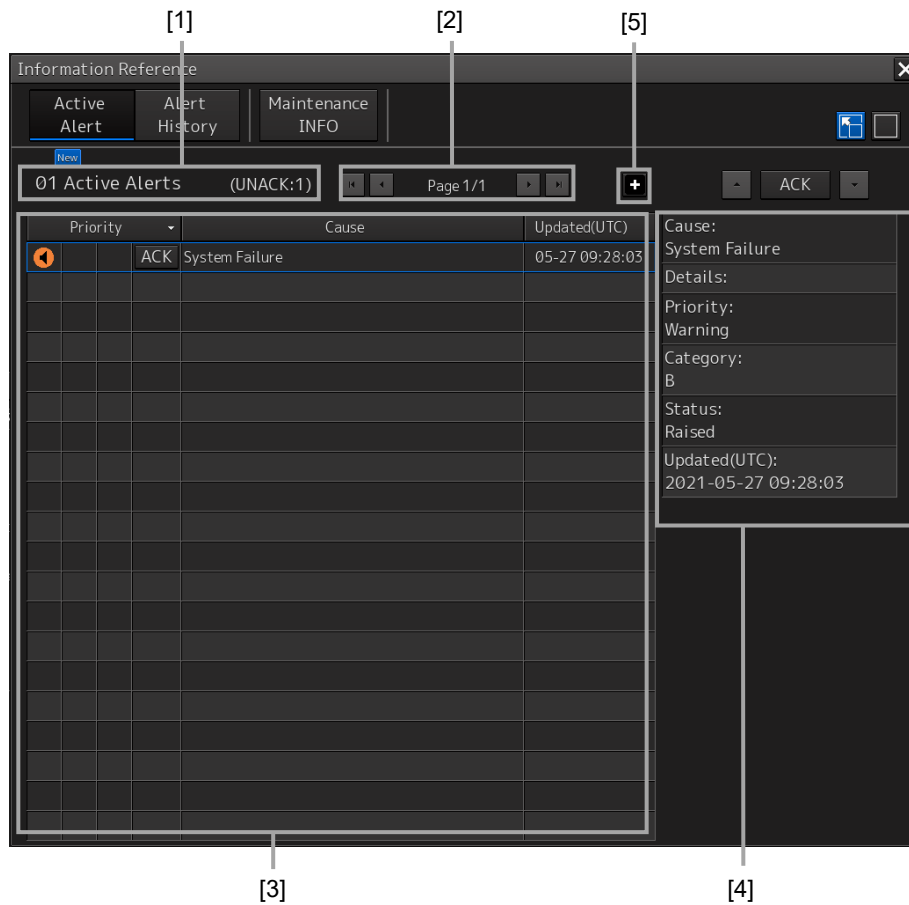 [1] [2] [5]
Information Reference
Active Alert
Alert History
Maintenance INFO
New
01 Active Alerts (UNACK:1)
Page 1/1
+
ACK
Priority Cause Updated(UTC)
ACK System Failure 05-27 09:28:03
Cause:
System Failure
Details:
Priority:
Warning
Category:
B
Status:
Raised
Updated(UTC):
2021-05-27 09:28:03
[3] [4]